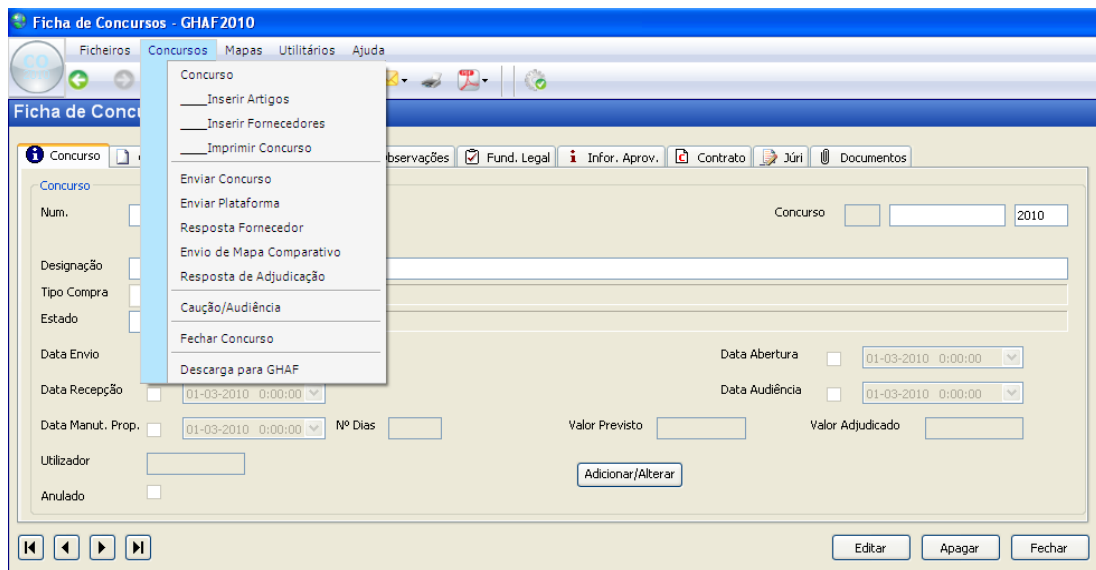 Ficha de Concursos - GHAF2010
Ficheiros Concursos Mapas Utilitários Ajuda
CO
Concurso
____Inserir Artigos
____Inserir Fornecedores
____Imprimir Concurso
Enviar Concurso
Enviar Plataforma
Resposta Fornecedor
Envio de Mapa Comparativo
Resposta de Adjudicação
Caução/Audiência
Fechar Concurso
Descarga para GHAF
Ficha de
Concurso Fund. Legal Infor. Aprov. Contrato Júri Documentos
Concurso
Num. Concurso 2010
Designação
Tipo Compra
Estado
Data Envio Data Abertura 01-03-2010 0:00:00
Data Recepção 01-03-2010 0:00:00 Data Audiência 01-03-2010 0:00:00
Data Manut. Prop. 01-03-2010 0:00:00 Nº Dias Valor Previsto Valor Adjudicado
Utilizador
Adicionar/Alterar
Anulado
Editar Apagar Fechar